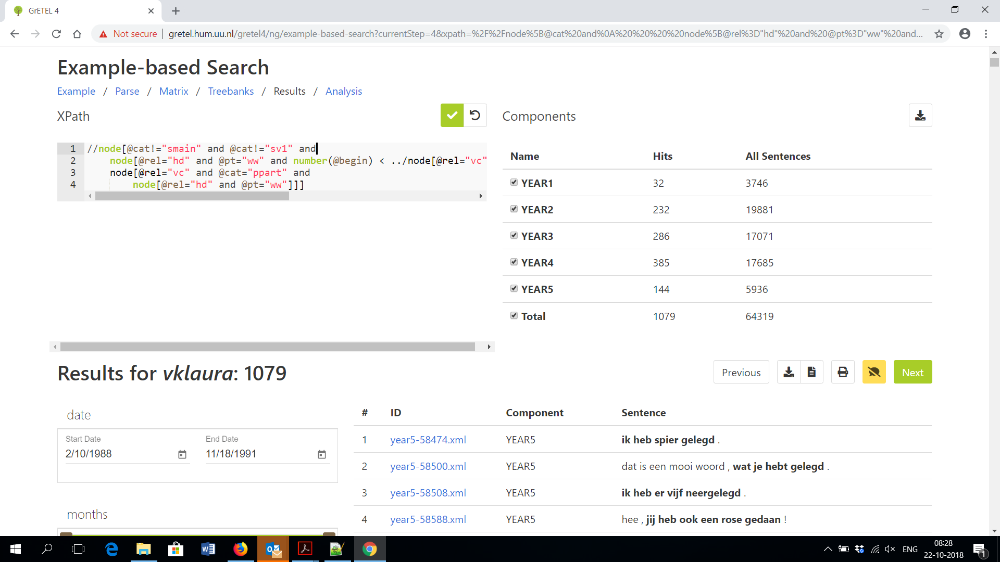 GrETEL 4
Not secure | gretel.hum.uu.nl/gretel4/ng/example-based-search?currentStep=4&xpath=%2F%2Fnode%5B@cat%20and%0A%20%20%20%20node%5B@rel%3D"hd"%20and%20@pt%3D"ww"%20and...
Example-based Search
Example / Parse / Matrix / Treebanks / Results / Analysis
XPath
1 //node[@cat!="smain" and @cat!="sv1" and
2 node[@rel="hd" and @pt="ww" and number(@begin) < ../node[@rel="vc"
3 node[@rel="vc" and @cat="ppart" and
4 node[@rel="hd" and @pt="ww"]]]
Components
Name Hits All Sentences
YEAR1 32 3746
YEAR2 232 19881
YEAR3 286 17071
YEAR4 385 17685
YEAR5 144 5936
Total 1079 64319
Results for vklaura: 1079
Previous
Next
date
Start Date End Date
2/10/1988 11/18/1991
months
# ID Component Sentence
1 year5-58474.xml YEAR5 ik heb spier gelegd .
2 year5-58500.xml YEAR5 dat is een mooi woord , wat je hebt gelegd .
3 year5-58508.xml YEAR5 ik heb er vijf neergelegd .
4 year5-58588.xml YEAR5 hee , jij heb ook een rose gedaan !
ENG
08:28
22-10-2018
1